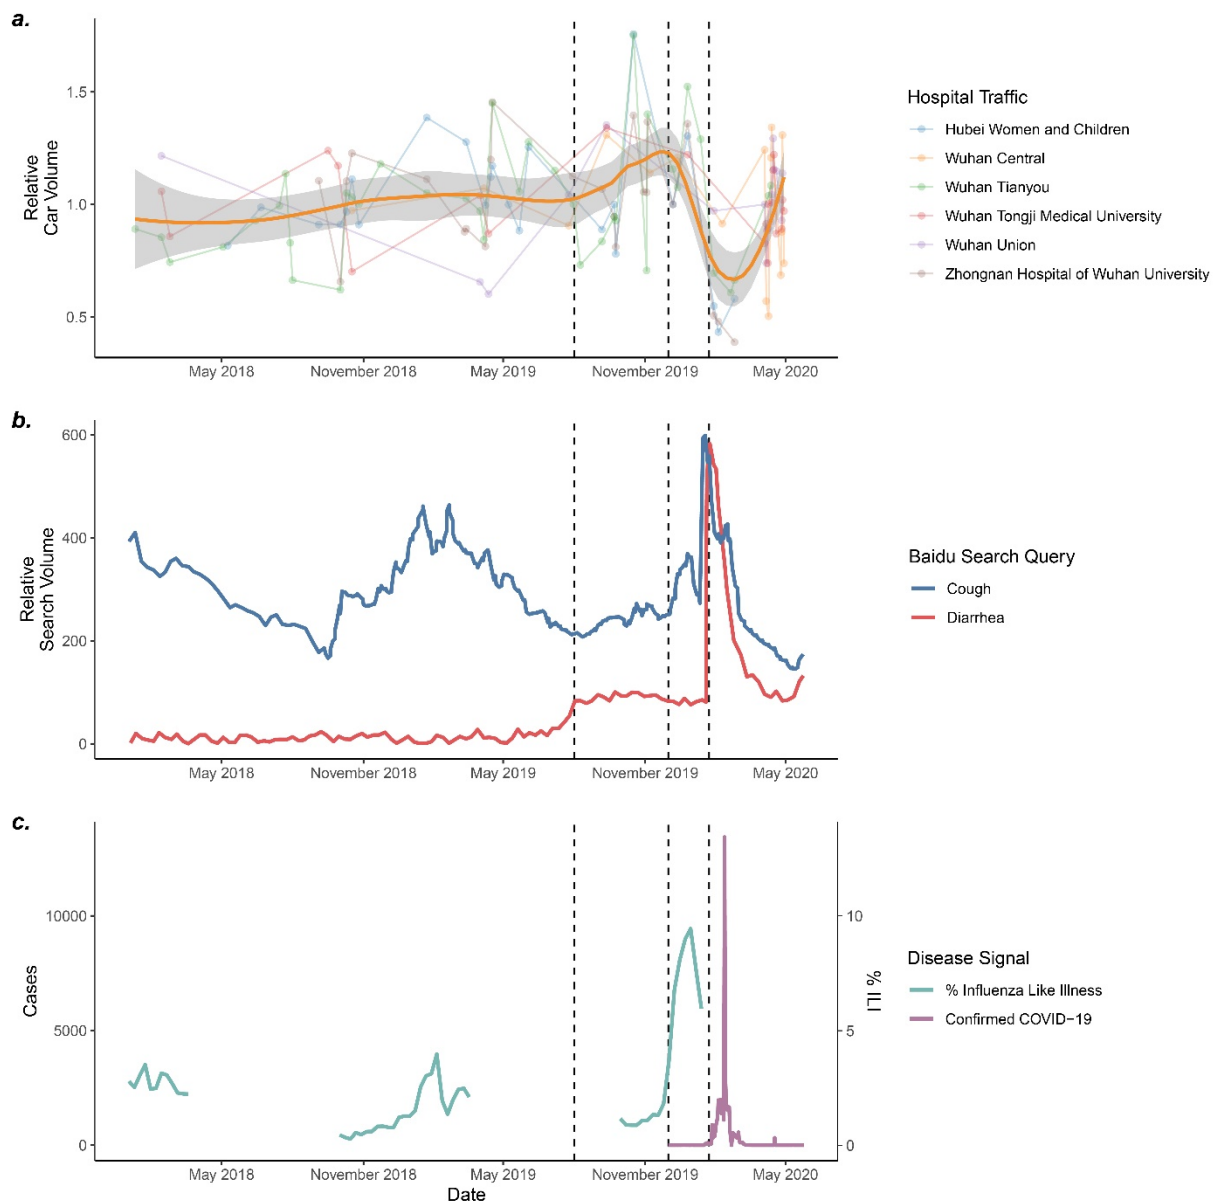 a.
Relative
Car Volume
1.5
1.0
0.5
May 2018
November 2018
May 2019
November 2019
May 2020
Hospital Traffic
Hubei Women and Children
Wuhan Central
Wuhan Tianyou
Wuhan Tongji Medical University
Wuhan Union
Zhongnan Hospital of Wuhan University
b.
Relative
Search Volume
600
400
200
0
May 2018
November 2018
May 2019
November 2019
May 2020
Baidu Search Query
Cough
Diarrhea
c.
Cases
10000
5000
0
10
5
0
% ILI
May 2018
November 2018
May 2019
November 2019
May 2020
Date
Disease Signal
% Influenza Like Illness
Confirmed COVID−19